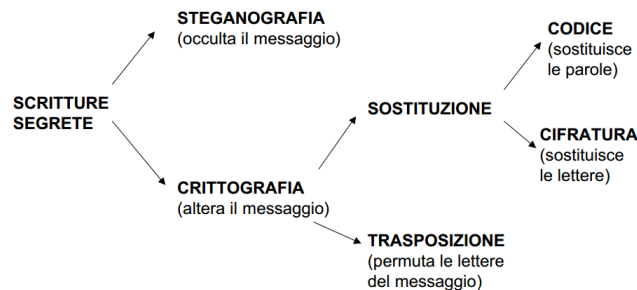 STEGANOGRAFIA
(occulta il messaggio)
CODICE
(sostituisce
le parole)
SCRITTURE
SEGRETE
SOSTITUZIONE
CIFRATURA
(sostituisce
le lettere)
CRITTOGRAFIA
(altera il messaggio)
TRASPOSIZIONE
(permuta le lettere
del messaggio)